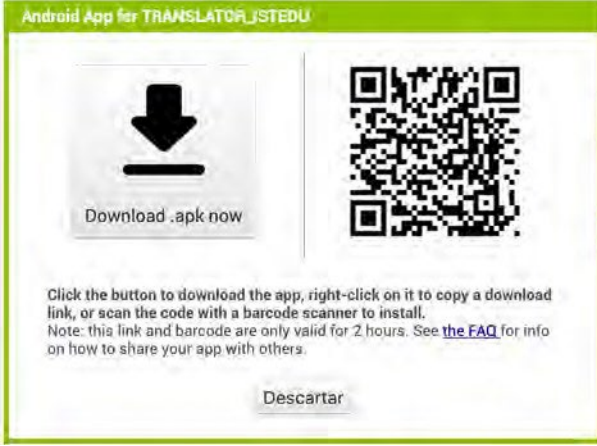 Android App for TRANSLATOR_ISTEDU
Download .apk now
Click the button to download the app, right-click on it to copy a download
link, or scan the code with a barcode scanner to install.
Note: this link and barcode are only valid for 2 hours. See the FAQ for info
on how to share your app with others.
Descartar